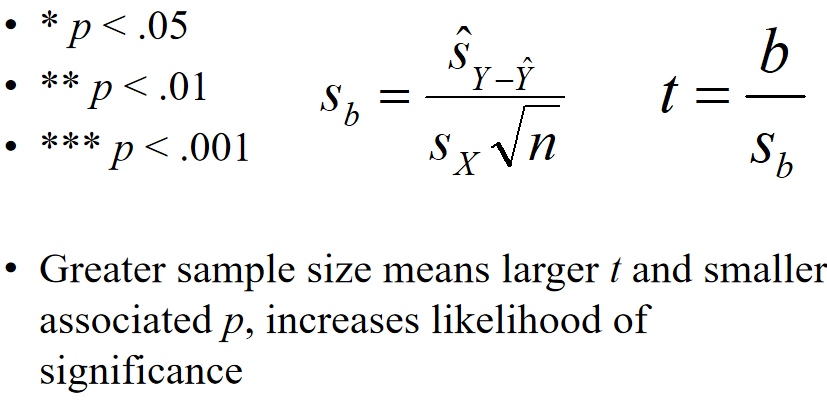 • * p < .05
• ** p < .01
• *** p < .001
s_b = ŝ_{Y−Ŷ} / (s_X √n)
t = b / s_b
• Greater sample size means larger t and smaller
associated p, increases likelihood of
significance